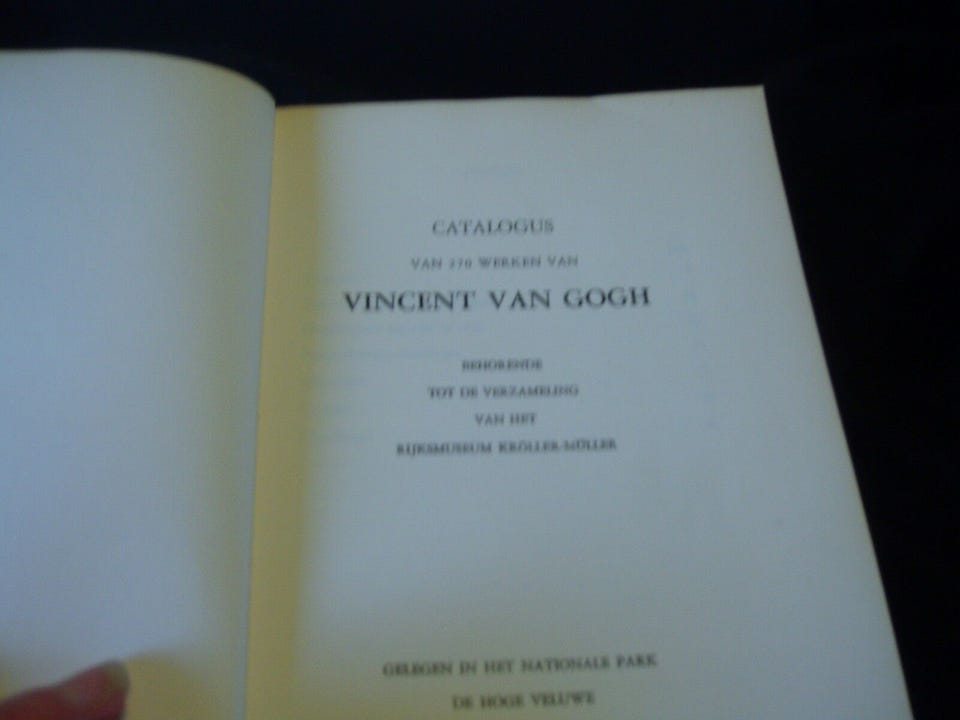 CATALOGUS
VAN 270 WERKEN VAN
VINCENT VAN GOGH
BEHORENDE
TOT DE VERZAMELING
VAN HET
RIJKSMUSEUM KRÖLLER-MÜLLER
GELEGEN IN HET NATIONALE PARK
DE HOGE VELUWE